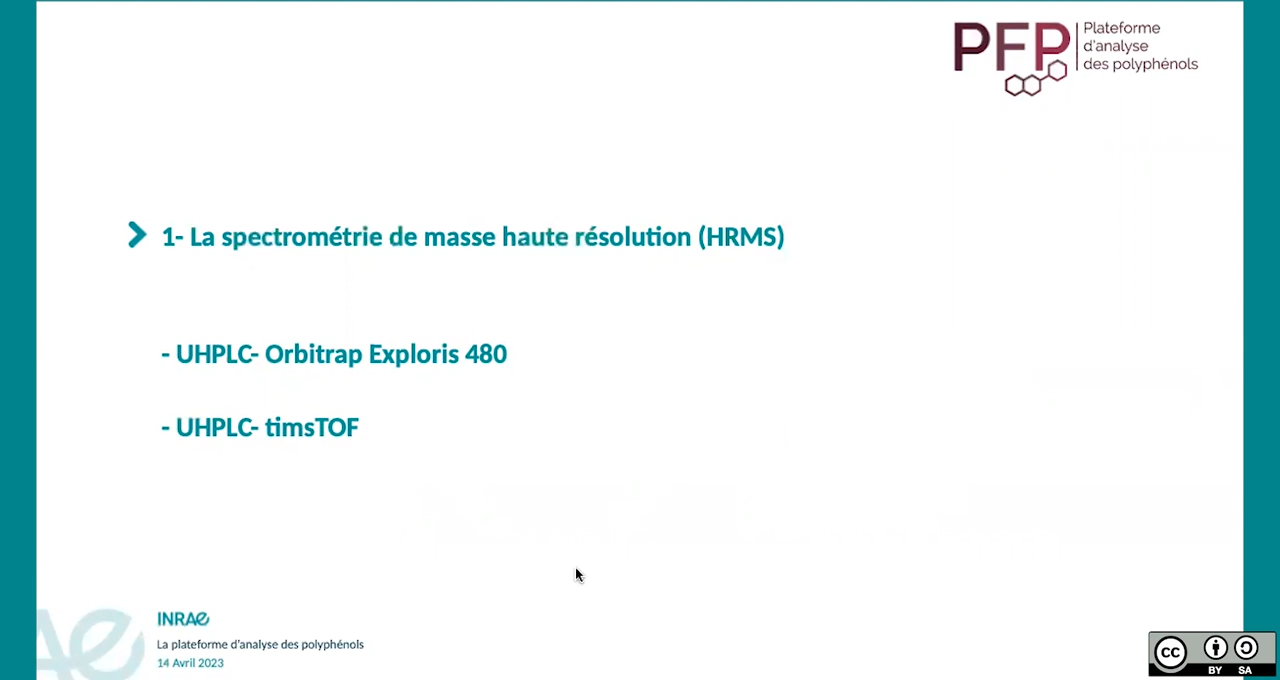 PFP
Plateforme
d'analyse
des polyphénols
1- La spectrométrie de masse haute résolution (HRMS)
- UHPLC- Orbitrap Exploris 480
- UHPLC- timsTOF
INRAe
La plateforme d'analyse des polyphénols
14 Avril 2023
cc
BY SA